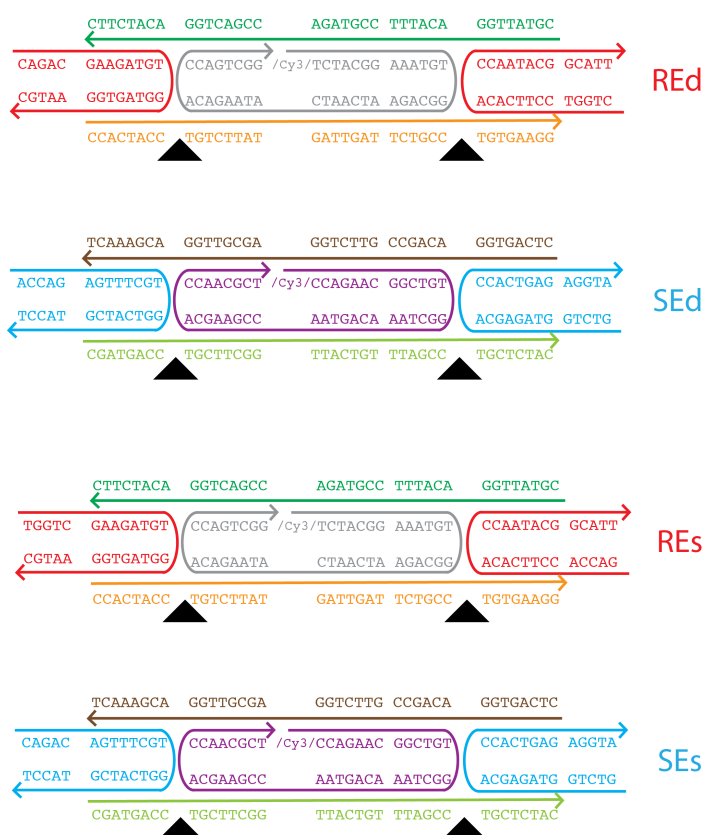 CTTCTACA GGTCAGCC AGATGCC TTTACA GGTTATGC
CAGAC GAAGATGT CCAGTCGG /Cy3/TCTACGG AAATGT CCAATACG GCATT
REd
CGTAA GGTGATGG ACAGAATA CTAACTA AGACGG ACACTTCC TGGTC
CCACTACC TGTCTTAT GATTGAT TCTGCC TGTGAAGG
TCAAAGCA GGTTGCGA GGTCTTG CCGACA GGTGACTC
ACCAG AGTTTCGT CCAACGCT /Cy3/CCAGAAC GGCTGT CCACTGAG AGGTA
SEd
TCCAT GCTACTGG ACGAAGCC AATGACA AATCGG ACGAGATG GTCTG
CGATGACC TGCTTCGG TTACTGT TTAGCC TGCTCTAC
CTTCTACA GGTCAGCC AGATGCC TTTACA GGTTATGC
TGGTC GAAGATGT CCAGTCGG /Cy3/TCTACGG AAATGT CCAATACG GCATT
REs
CGTAA GGTGATGG ACAGAATA CTAACTA AGACGG ACACTTCC ACCAG
CCACTACC TGTCTTAT GATTGAT TCTGCC TGTGAAGG
TCAAAGCA GGTTGCGA GGTCTTG CCGACA GGTGACTC
CAGAC AGTTTCGT CCAACGCT /Cy3/CCAGAAC GGCTGT CCACTGAG AGGTA
SEs
TCCAT GCTACTGG ACGAAGCC AATGACA AATCGG ACGAGATG GTCTG
CGATGACC TGCTTCGG TTACTGT TTAGCC TGCTCTAC